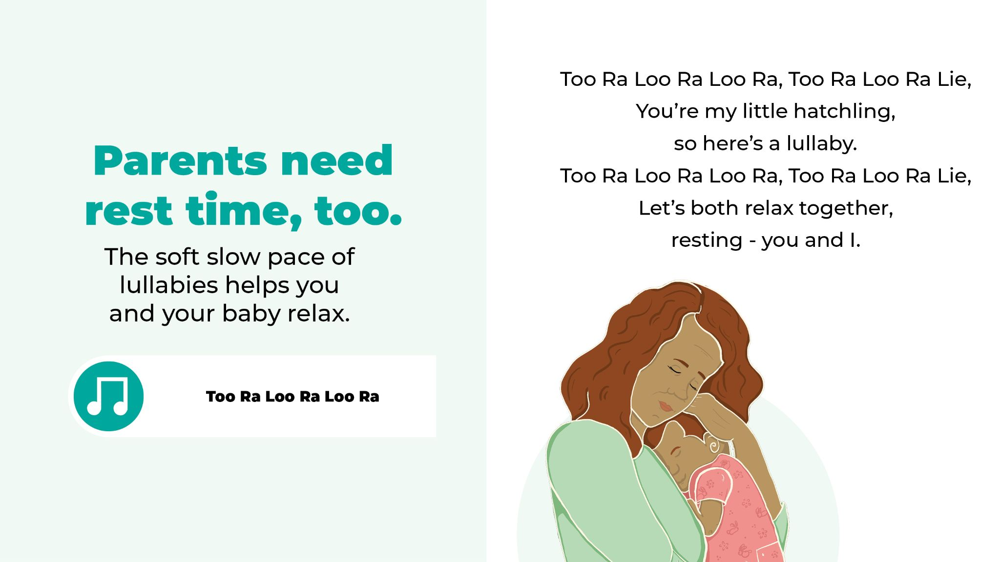 Parents need
rest time, too.
The soft slow pace of
lullabies helps you
and your baby relax.
Too Ra Loo Ra Loo Ra
Too Ra Loo Ra Loo Ra, Too Ra Loo Ra Lie,
You’re my little hatchling,
so here’s a lullaby.
Too Ra Loo Ra Loo Ra, Too Ra Loo Ra Lie,
Let’s both relax together,
resting - you and I.